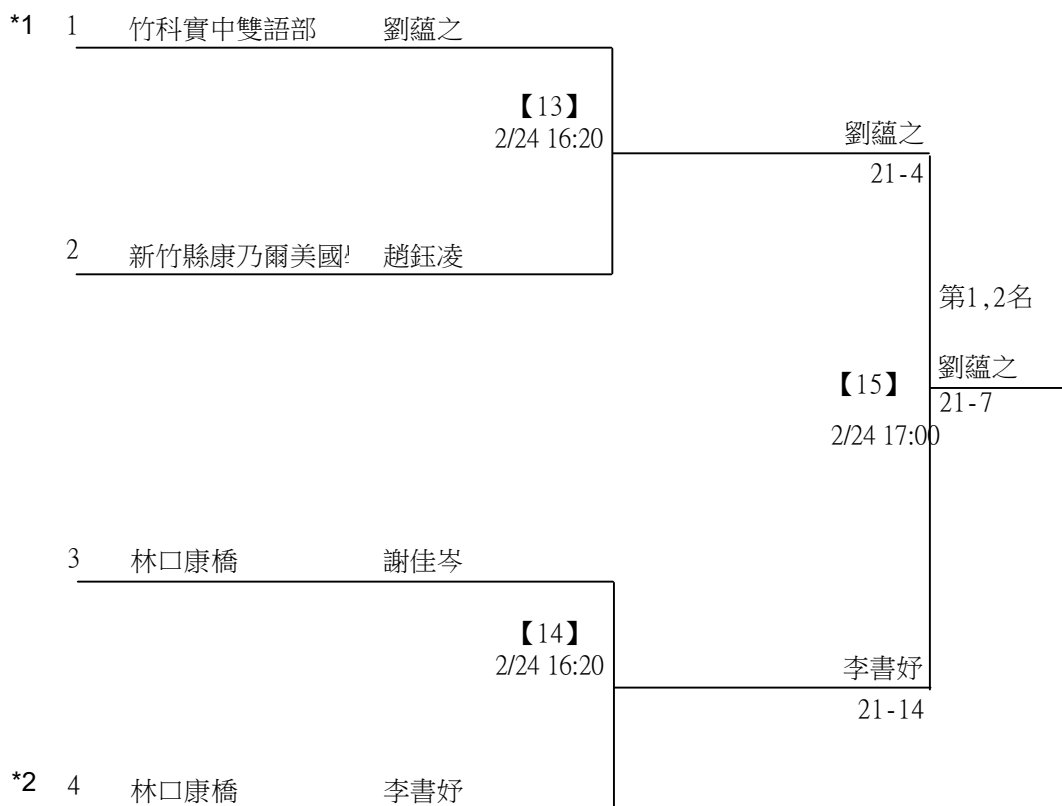 *1 1 竹科實中雙語部 劉蘊之
【13】
2/24 16:20
劉蘊之
21-4
2 新竹縣康乃爾美國 趙鈺凌
第1,2名
劉蘊之
【15】
21-7
2/24 17:00
3 林口康橋 謝佳岑
【14】
2/24 16:20
李書妤
21-14
*2 4 林口康橋 李書妤